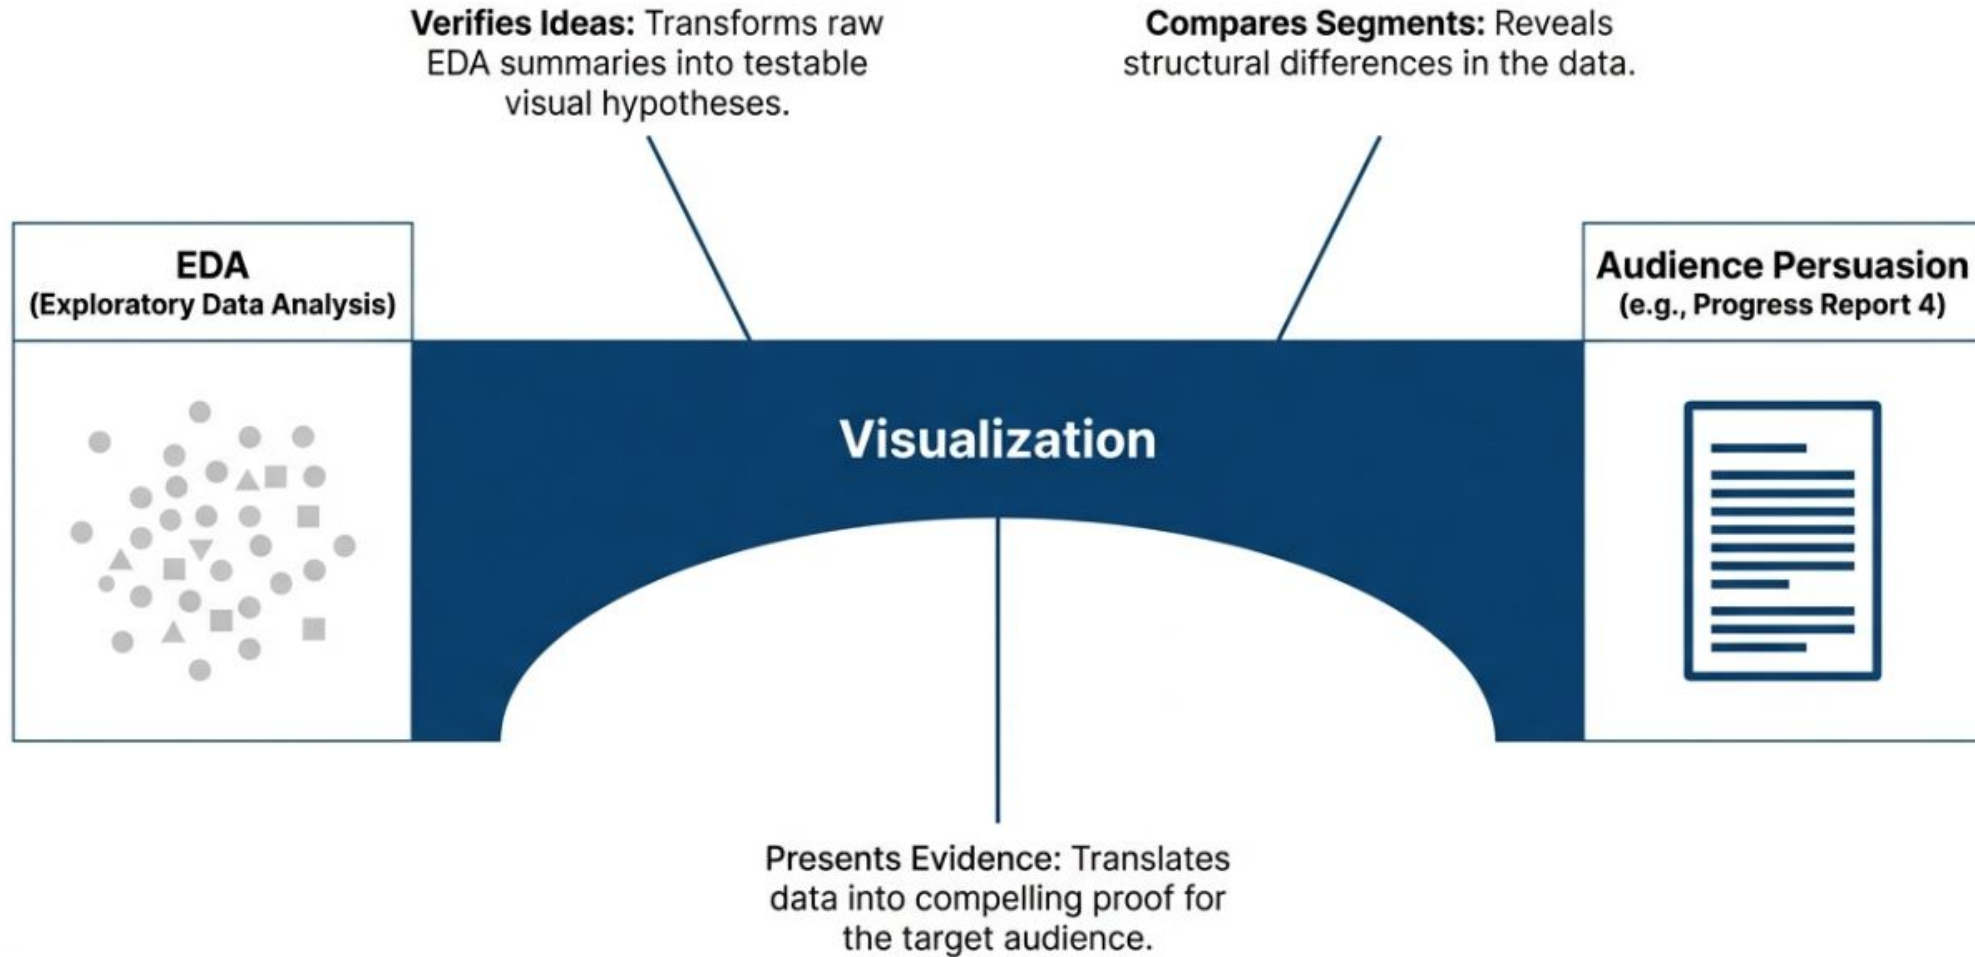 Verifies Ideas: Transforms raw
EDA summaries into testable
visual hypotheses.
Compares Segments: Reveals
structural differences in the data.
EDA
(Exploratory Data Analysis)
Audience Persuasion
(e.g., Progress Report 4)
Visualization
Presents Evidence: Translates
data into compelling proof for
the target audience.